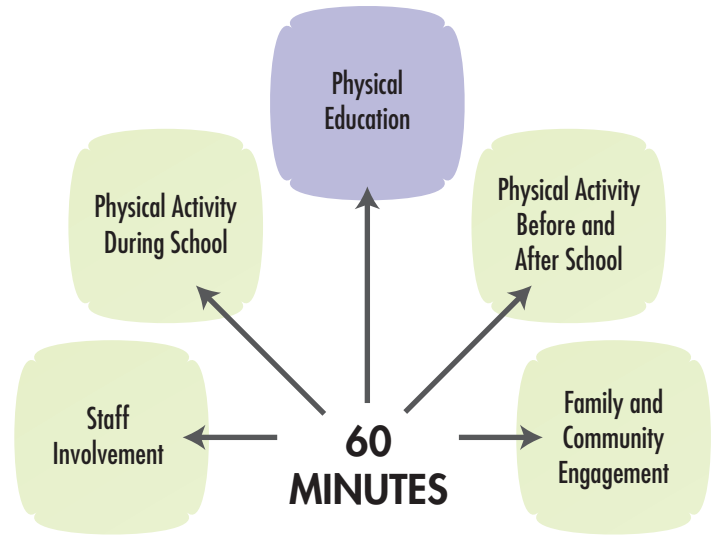 Physical
Education
Physical Activity
During School
Physical Activity
Before and
After School
Staff
Involvement
Family and
Community
Engagement
60
MINUTES